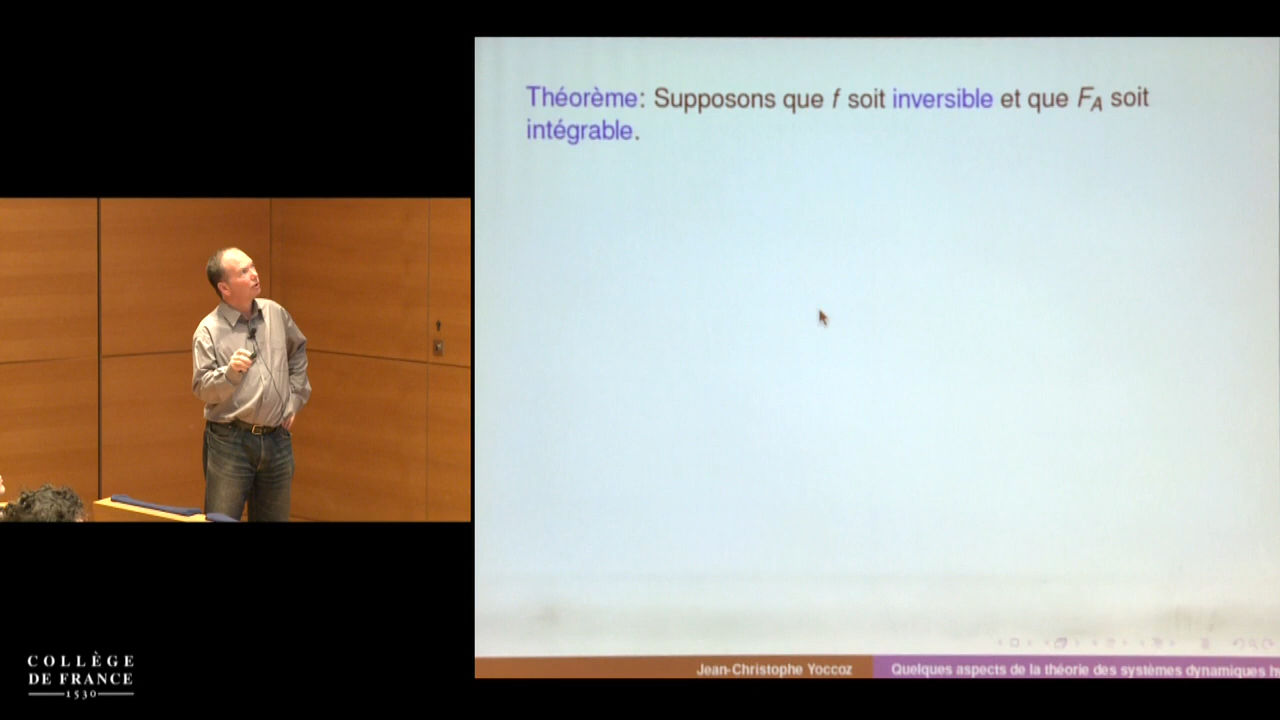 Théorème: Supposons que f soit inversible et que F_A soit
intégrable.
Jean-Christophe Yoccoz
Quelques aspects de la théorie des systèmes dynamiques
COLLÈGE
DE FRANCE
1530